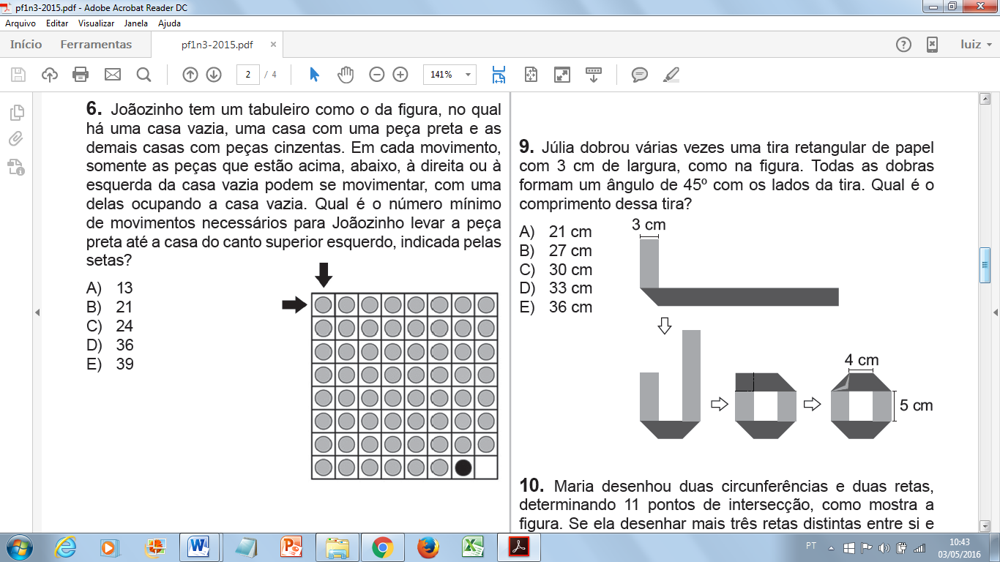 pf1n3-2015.pdf - Adobe Acrobat Reader DC
Arquivo Editar Visualizar Janela Ajuda
Início Ferramentas pf1n3-2015.pdf × luiz
2 / 4 141%
6. Joãozinho tem um tabuleiro como o da figura, no qual
há uma casa vazia, uma casa com uma peça preta e as
demais casas com peças cinzentas. Em cada movimento,
somente as peças que estão acima, abaixo, à direita ou à
esquerda da casa vazia podem se movimentar, com uma
delas ocupando a casa vazia. Qual é o número mínimo
de movimentos necessários para Joãozinho levar a peça
preta até a casa do canto superior esquerdo, indicada pelas
setas?
A) 13
B) 21
C) 24
D) 36
E) 39
9. Júlia dobrou várias vezes uma tira retangular de papel
com 3 cm de largura, como na figura. Todas as dobras
formam um ângulo de 45º com os lados da tira. Qual é o
comprimento dessa tira?
A) 21 cm
B) 27 cm
C) 30 cm
D) 33 cm
E) 36 cm
3 cm
4 cm
5 cm
10. Maria desenhou duas circunferências e duas retas,
determinando 11 pontos de intersecção, como mostra a
figura. Se ela desenhar mais três retas distintas entre si e
PT
10:43
03/05/2016